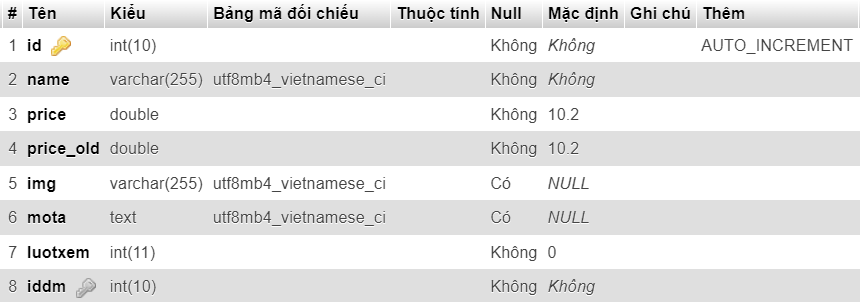 # Tên Kiểu Bảng mã đối chiếu Thuộc tính Null Mặc định Ghi chú Thêm
1 id int(10) Không Không AUTO_INCREMENT
2 name varchar(255) utf8mb4_vietnamese_ci Không Không
3 price double Không 10.2
4 price_old double Không 10.2
5 img varchar(255) utf8mb4_vietnamese_ci Có NULL
6 mota text utf8mb4_vietnamese_ci Có NULL
7 luotxem int(11) Không 0
8 iddm int(10) Không Không